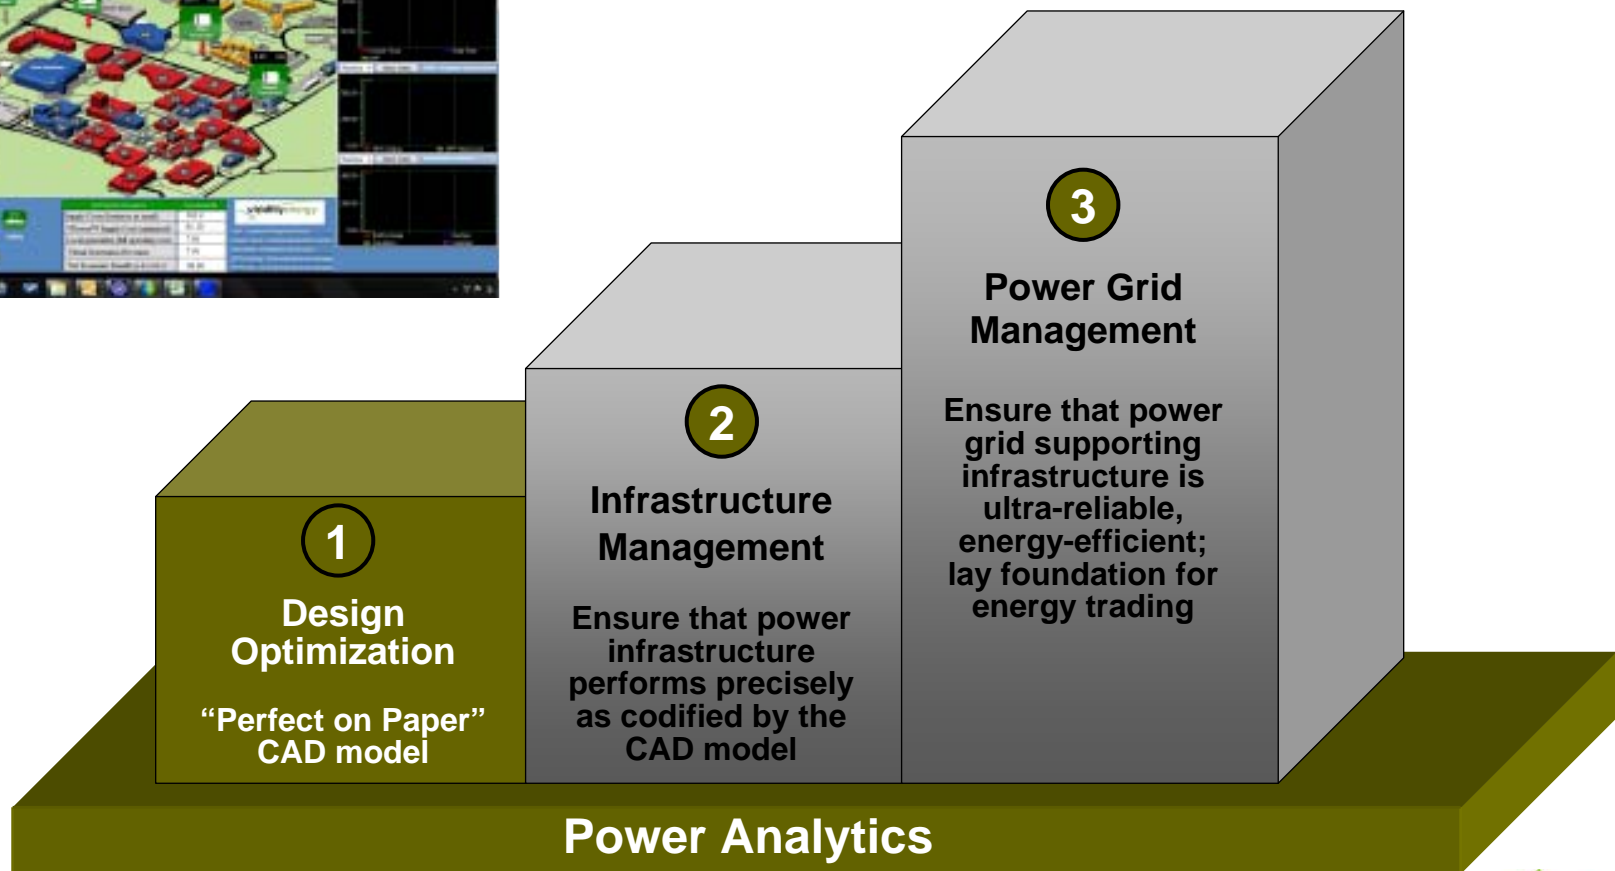 1
Design
Optimization
“Perfect on Paper”
CAD model
2
Infrastructure
Management
Ensure that power
infrastructure
performs precisely
as codified by the
CAD model
3
Power Grid
Management
Ensure that power
grid supporting
infrastructure is
ultra-reliable,
energy-efficient;
lay foundation for
energy trading
Power Analytics